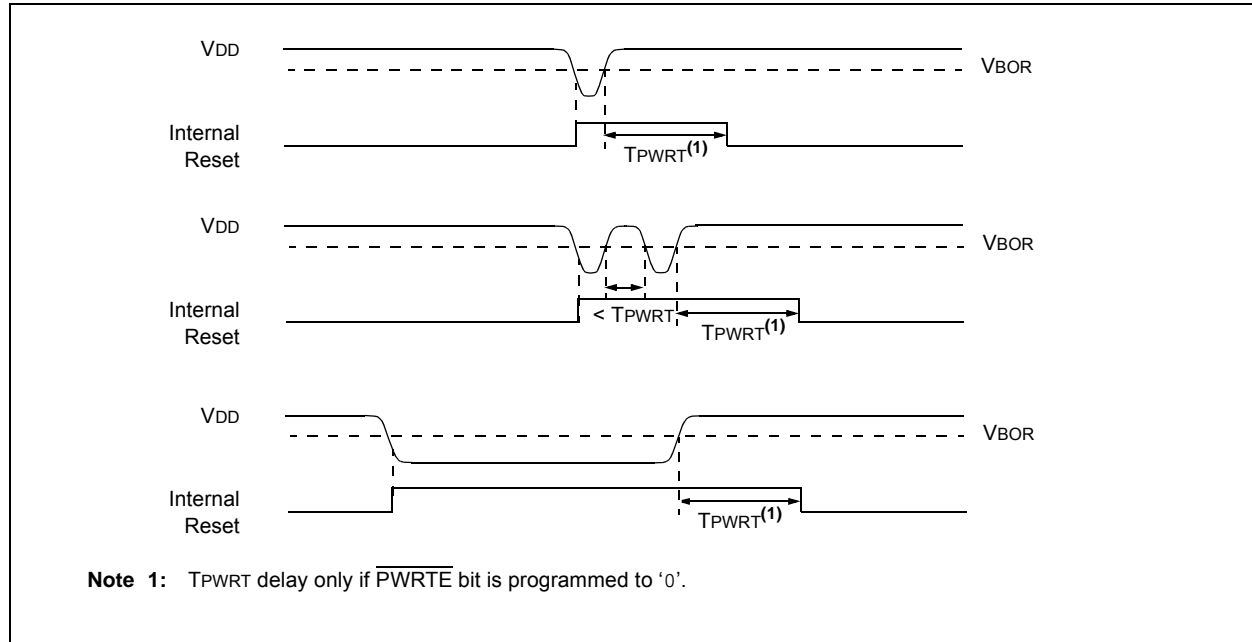 VDD
VBOR
Internal
Reset
TPWRT(1)
VDD
VBOR
Internal
Reset
< TPWRT
TPWRT(1)
VDD
VBOR
Internal
Reset
TPWRT(1)
Note 1: TPWRT delay only if PWRTE bit is programmed to ‘0’.